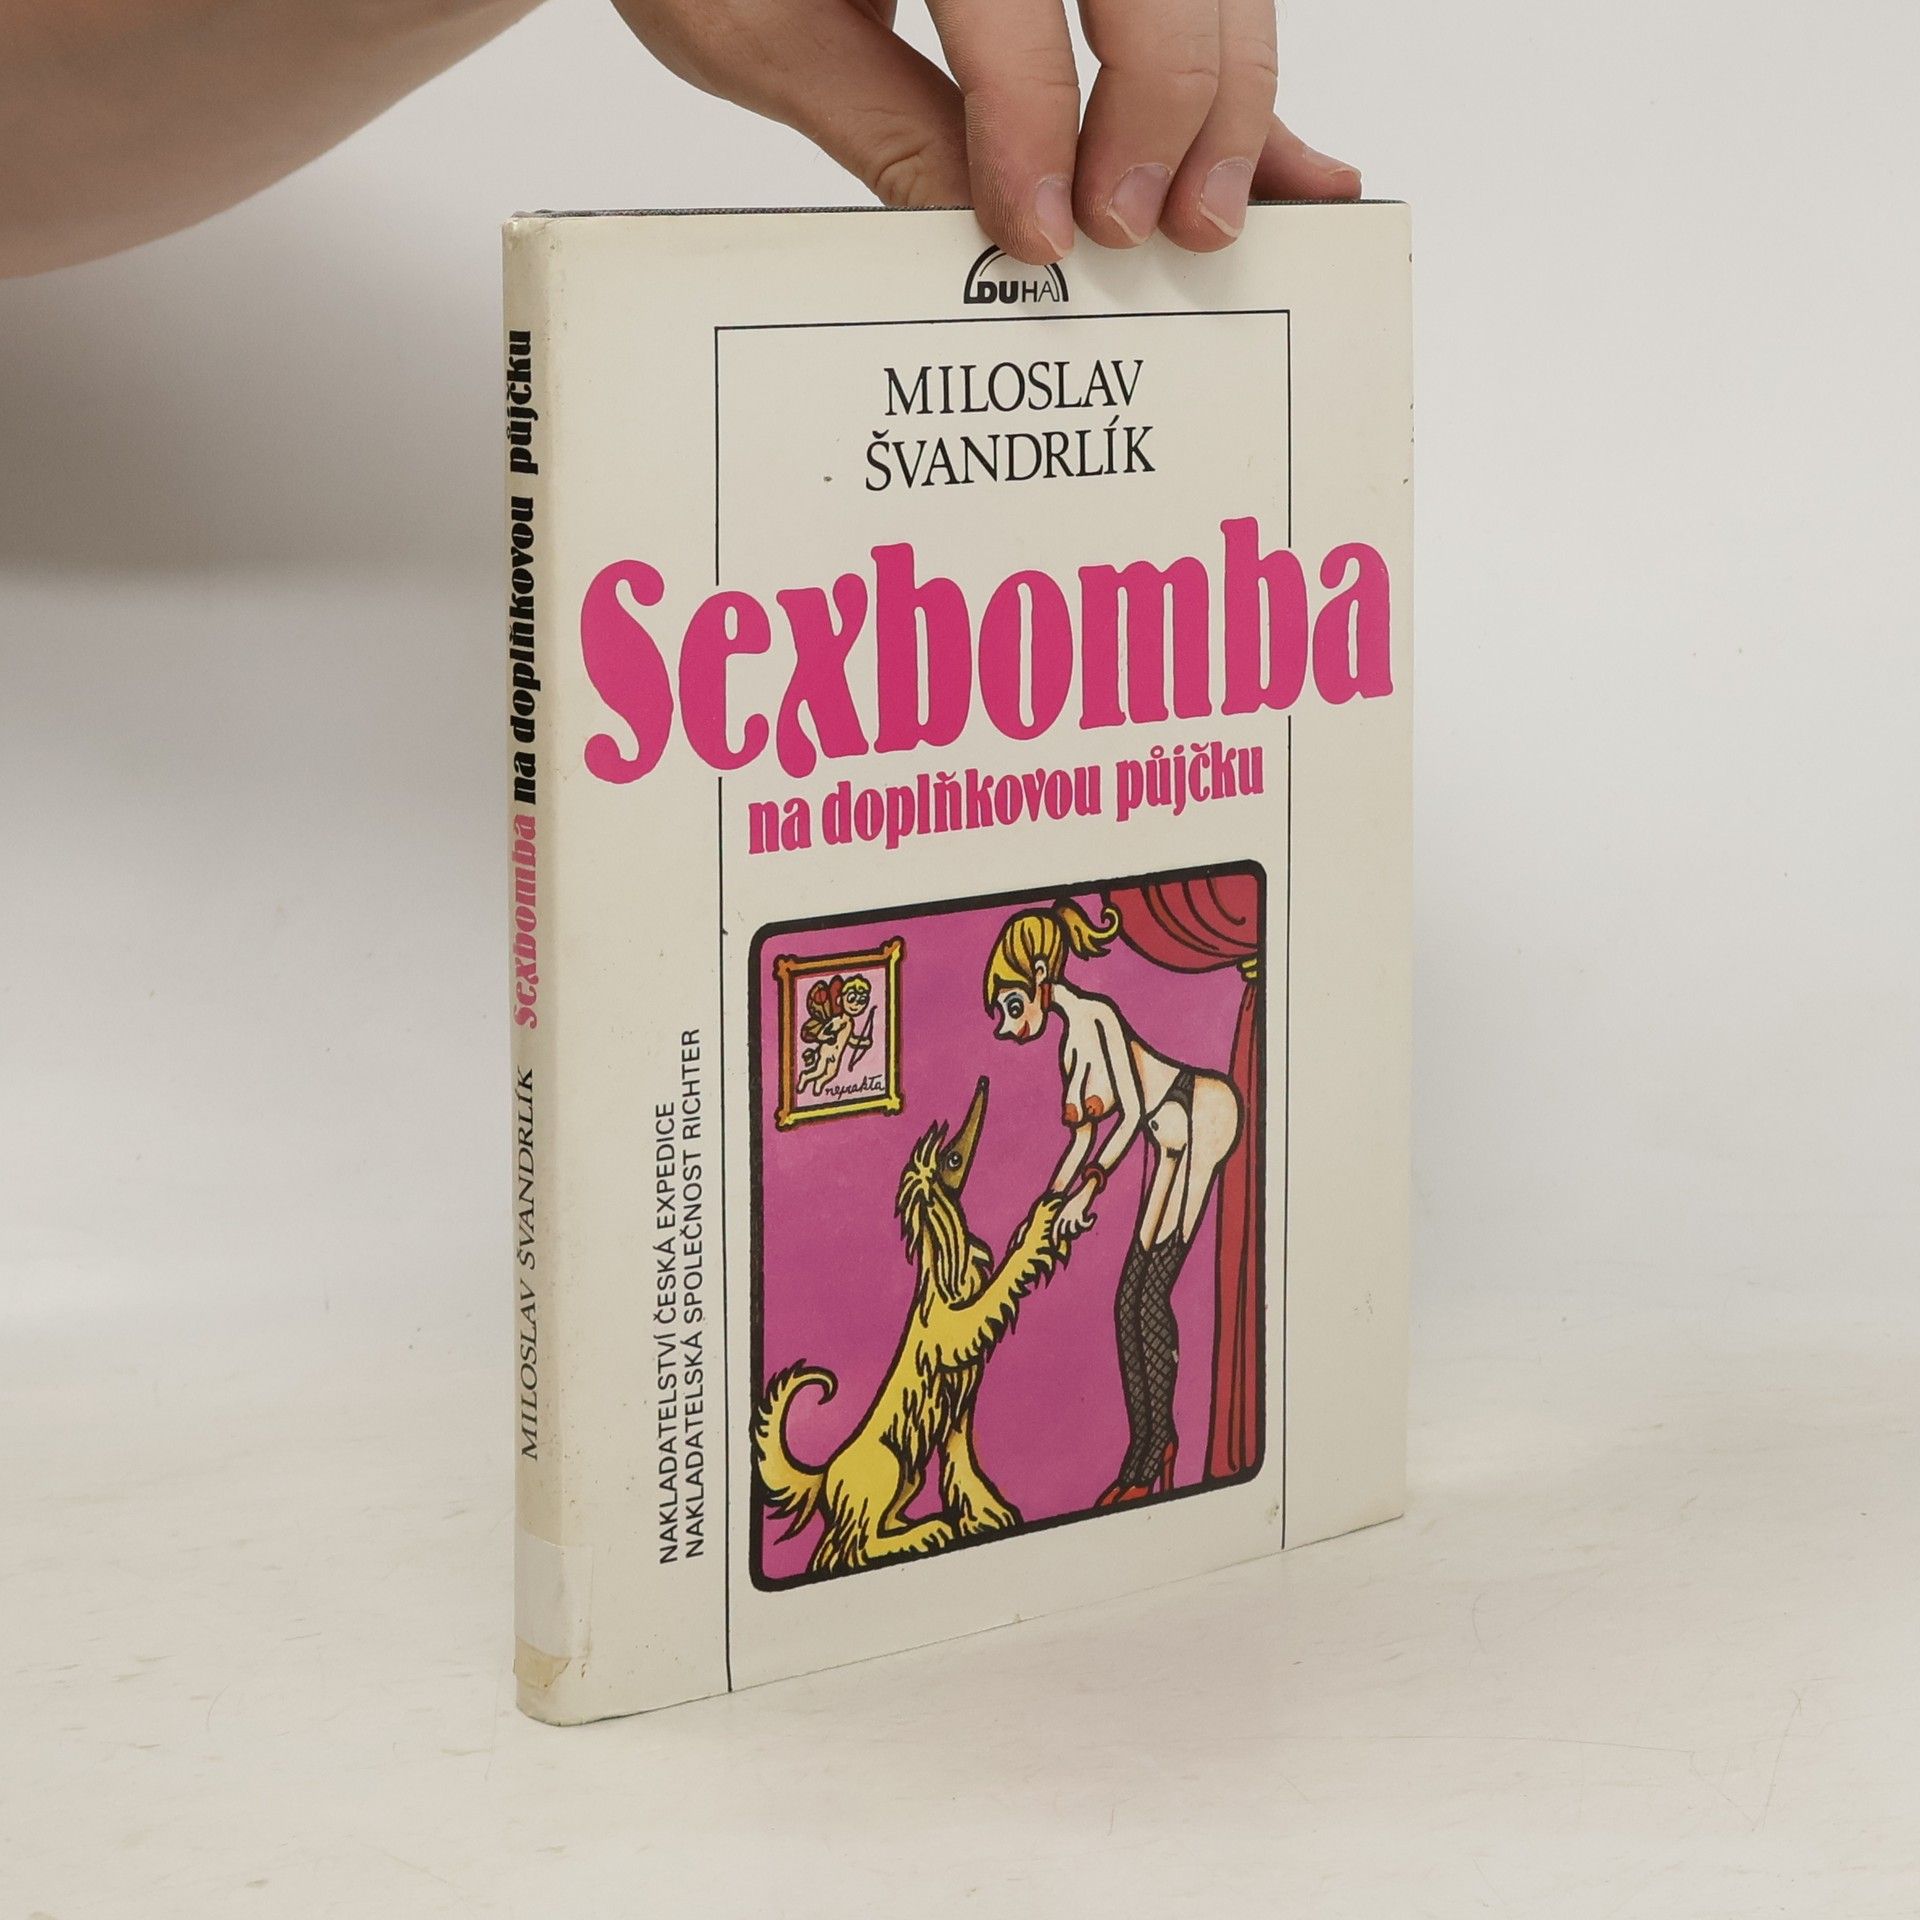 DUHA
MILOSLAV
ŠVANDRLÍK
Sexbomba
na doplňkovou půjčku
neprakta
NAKLADATELSTVÍ ČESKÁ EXPEDICE
NAKLADATELSKÁ SPOLEČNOST RICHTER
MILOSLAV ŠVANDRLÍK Sexbomba na doplňkovou půjčku